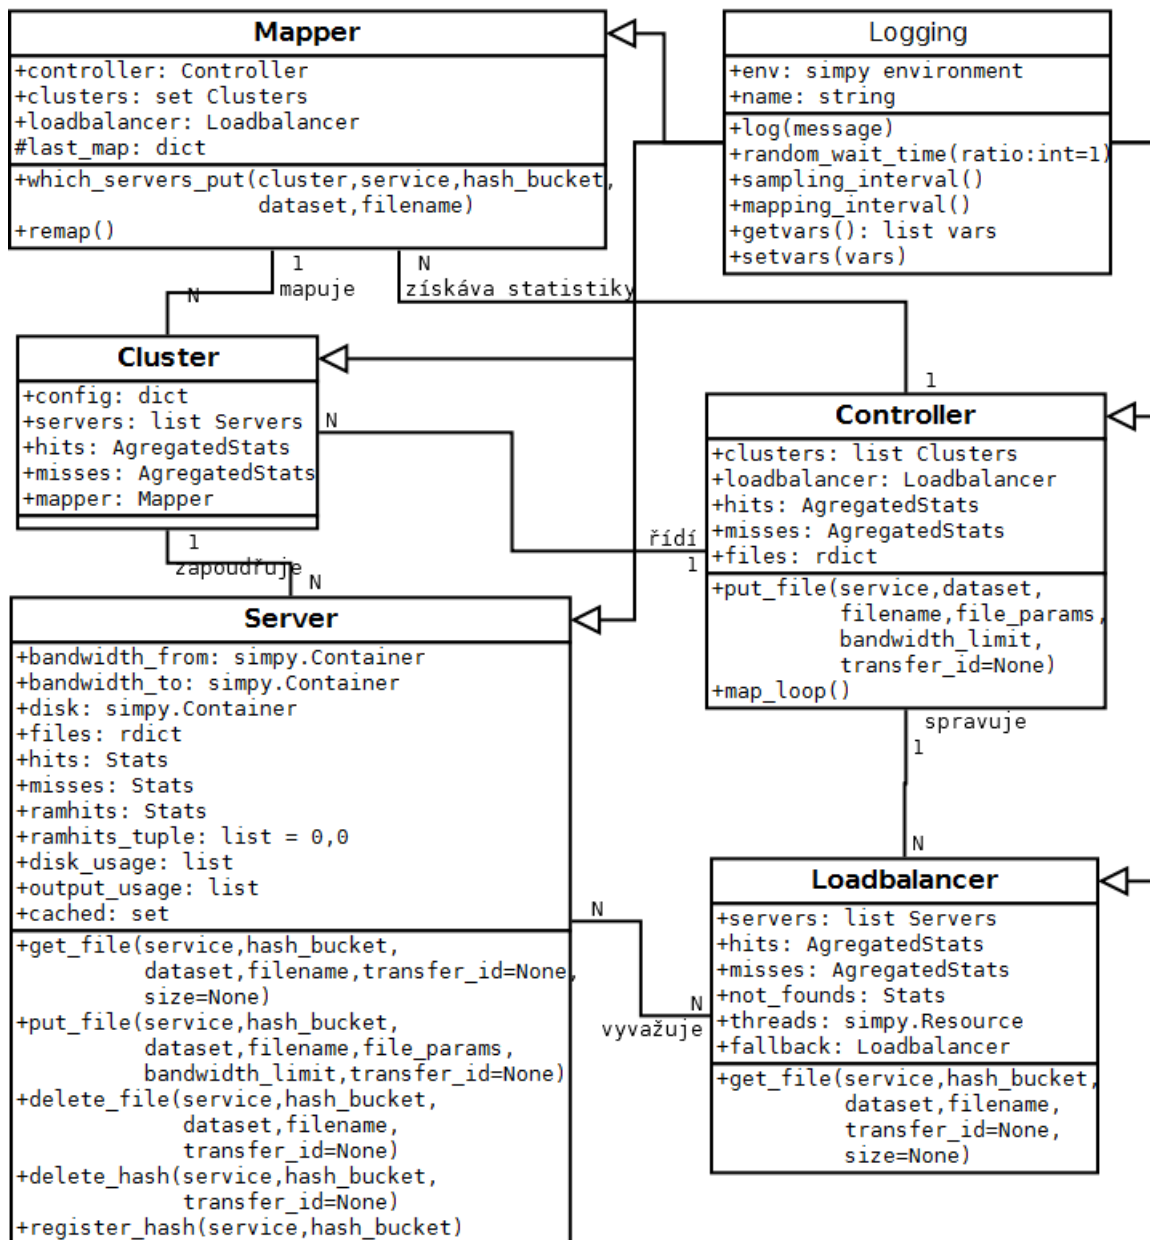 Mapper
+controller: Controller
+clusters: set Clusters
+loadbalancer: Loadbalancer
#last_map: dict
+which_servers_put(cluster,service,hash_bucket,
dataset,filename)
+remap()
Logging
+env: simpy environment
+name: string
+log(message)
+random_wait_time(ratio:int=1)
+sampling_interval()
+mapping_interval()
+getvars(): list vars
+setvars(vars)
1
mapuje
N
N
získáva statistiky
1
Cluster
+config: dict
+servers: list Servers
+hits: AgregatedStats
+misses: AgregatedStats
+mapper: Mapper
N
řídí
1
Controller
+clusters: list Clusters
+loadbalancer: Loadbalancer
+hits: AgregatedStats
+misses: AgregatedStats
+files: rdict
+put_file(service,dataset,
filename,file_params,
bandwidth_limit,
transfer_id=None)
+map_loop()
1
zapoudřuje
N
Server
+bandwidth_from: simpy.Container
+bandwidth_to: simpy.Container
+disk: simpy.Container
+files: rdict
+hits: Stats
+misses: Stats
+ramhits: Stats
+ramhits_tuple: list = 0,0
+disk_usage: list
+output_usage: list
+cached: set
+get_file(service,hash_bucket,
dataset,filename,transfer_id=None,
size=None)
+put_file(service,hash_bucket,
dataset,filename,file_params,
bandwidth_limit,transfer_id=None)
+delete_file(service,hash_bucket,
dataset,filename,
transfer_id=None)
+delete_hash(service,hash_bucket,
transfer_id=None)
+register_hash(service,hash_bucket)
spravuje
1
N
N
N
vyvažuje
Loadbalancer
+servers: list Servers
+hits: AgregatedStats
+misses: AgregatedStats
+not_founds: Stats
+threads: simpy.Resource
+fallback: Loadbalancer
+get_file(service,hash_bucket,
dataset,filename,
transfer_id=None,
size=None)